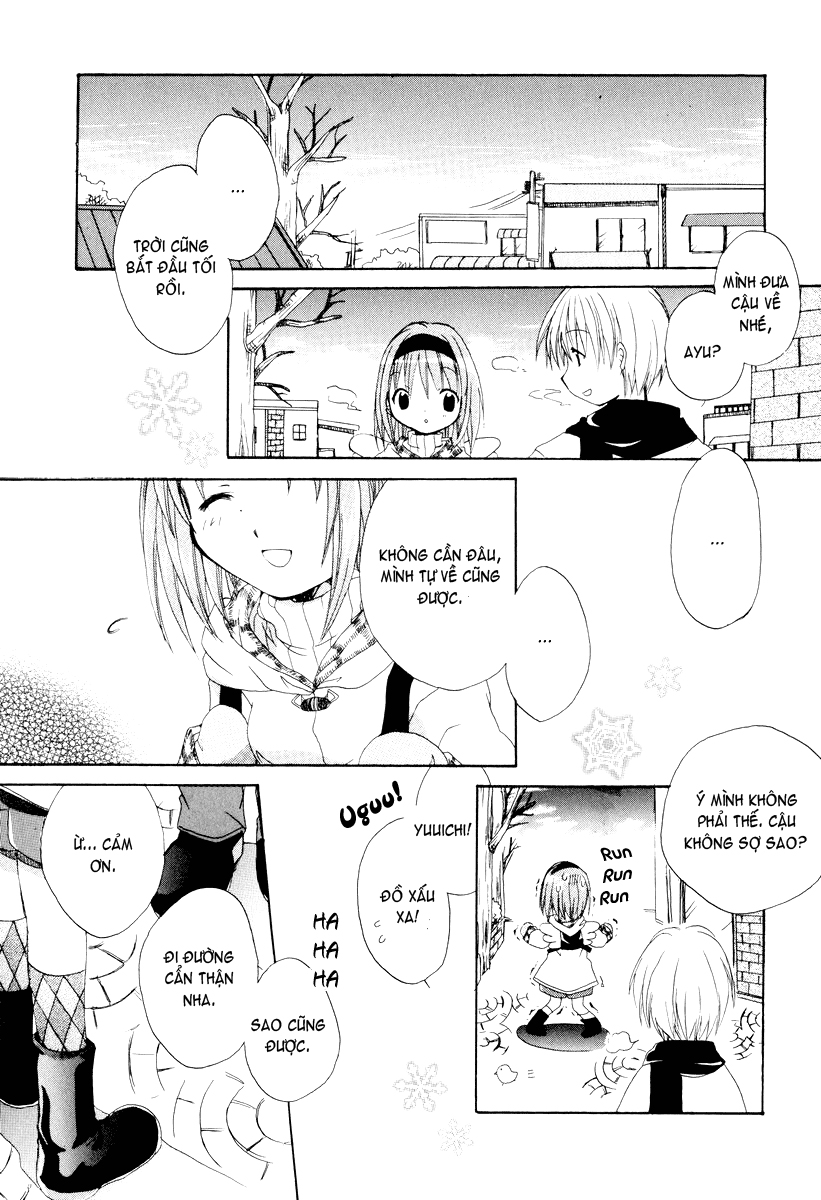 ...
TRỜI CŨNG
BẮT ĐẦU TỐI
RỒI.
MÌNH ĐƯA
CẬU VỀ
NHÉ,
AYU?
...
KHÔNG CẦN ĐÂU,
MÌNH TỰ VỀ CŨNG
ĐƯỢC.
...
Ý MÌNH KHÔNG
PHẢI THẾ. CẬU
KHÔNG SỢ SAO?
Run
Run
Run
Uguu!
YUUICHI!
ĐỒ XẤU
XA!
HA
HA
HA
Ừ... CẢM
ƠN.
ĐI ĐƯỜNG
CẨN THẬN
NHA.
SAO CŨNG
ĐƯỢC.